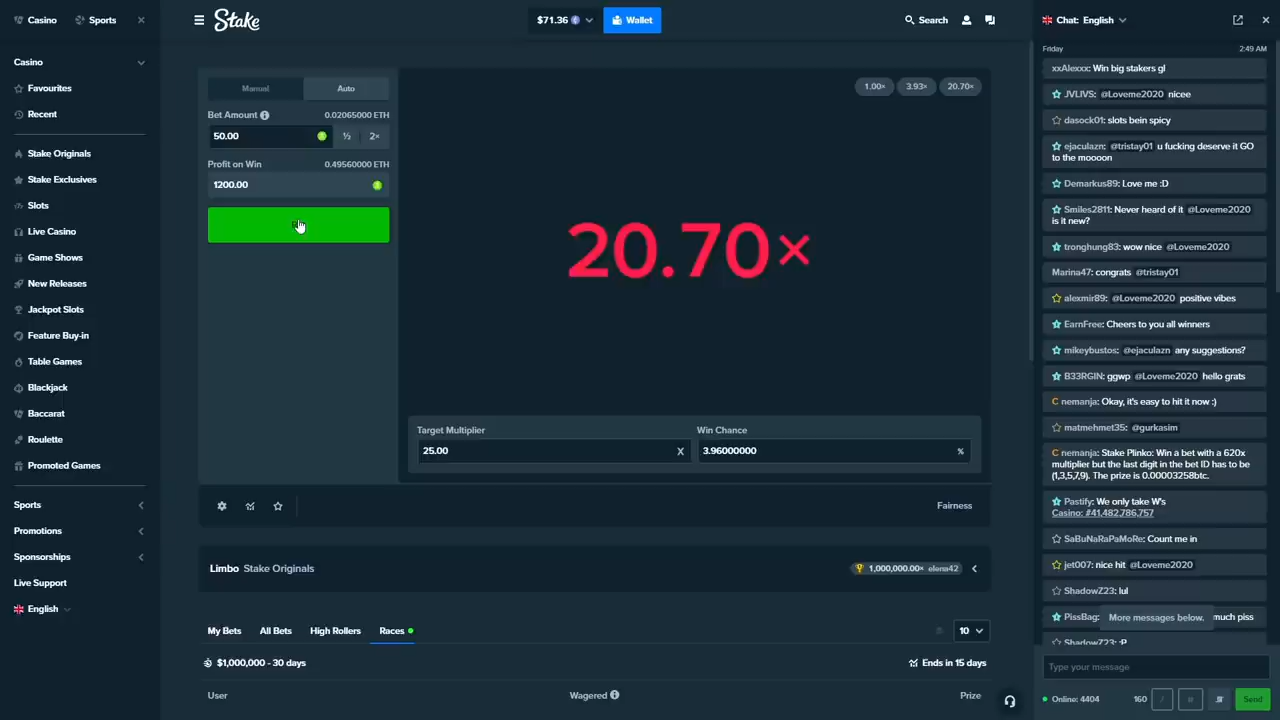 Casino
Sports
Stake
$71.36
Wallet
Search
Chat: English
Casino
Favourites
Recent
Stake Originals
Stake Exclusives
Slots
Live Casino
Game Shows
New Releases
Jackpot Slots
Feature Buy-in
Table Games
Blackjack
Baccarat
Roulette
Promoted Games
Sports
Promotions
Sponsorships
Live Support
English
Manual
Auto
Bet Amount
0.02065000 ETH
50.00
½
2×
Profit on Win
0.49560000 ETH
1200.00
1.00×
3.93×
20.70×
20.70×
Target Multiplier
25.00
X
Win Chance
3.96000000
%
Fairness
Limbo Stake Originals
1,000,000.00× elena42
My Bets
All Bets
High Rollers
Races
10
$1,000,000 - 30 days
Ends in 15 days
User
Wagered
Prize
Friday
2:49 AM
xxAlexxx: Win big stakers gl
JVLIVS: @Loveme2020 nicee
dasock01: slots bein spicy
ejaculazn: @tristay01 u fucking deserve it GO
to the moooon
Demarkus89: Love me :D
Smiles2811: Never heard of it @Loveme2020
is it new?
tronghung83: wow nice @Loveme2020
Marina47: congrats @tristay01
alexmir89: @Loveme2020 positive vibes
EarnFree: Cheers to you all winners
mikeybustos: @ejaculazn any suggestions?
B33RGIN: ggwp @Loveme2020 hello grats
nemanja: Okay, it's easy to hit it now :)
matmehmet35: @gurkasim
nemanja: Stake Plinko: Win a bet with a 620x
multiplier but the last digit in the bet ID has to be
(1,3,5,7,9). The prize is 0.00003258btc.
Pastify: We only take W's
Casino: #41,482,786,757
SaBuNaRaPaMoRe: Count me in
jet007: nice hit @Loveme2020
ShadowZ23: lul
PissBag:
More messages below.
much piss
ShadowZ23: :P
Type your message
Online: 4404
160
Send